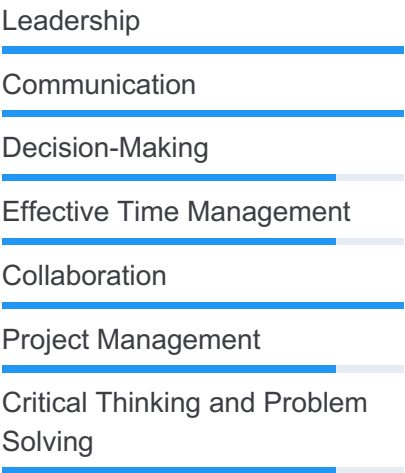 Leadership
Communication
Decision-Making
Effective Time Management
Collaboration
Project Management
Critical Thinking and Problem
Solving